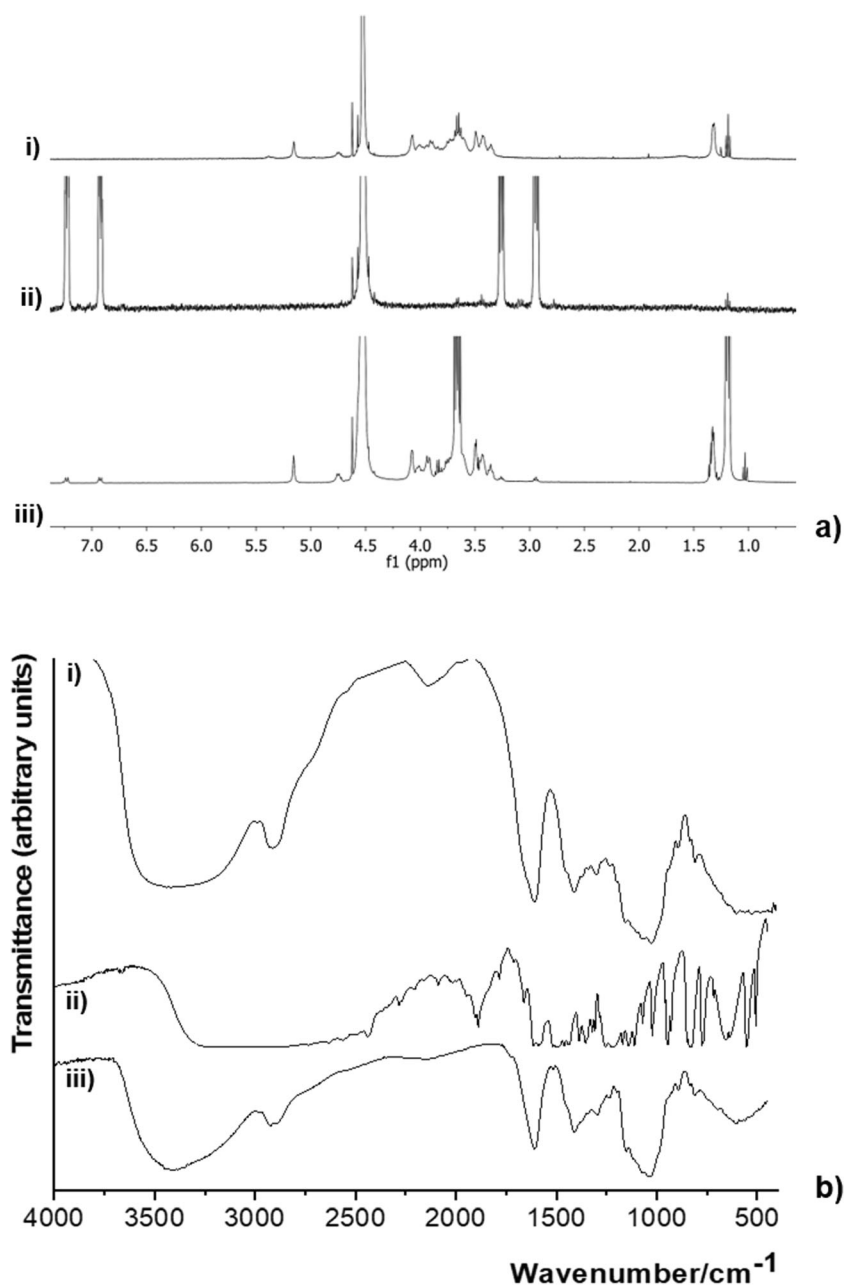 i)
ii)
iii)
7.0 6.5 6.0 5.5 5.0 4.5 4.0 3.5 3.0 2.5 2.0 1.5 1.0
f1 (ppm)
a)
Transmittance (arbitrary units)
i)
ii)
iii)
4000 3500 3000 2500 2000 1500 1000 500
b)
Wavenumber/cm⁻¹